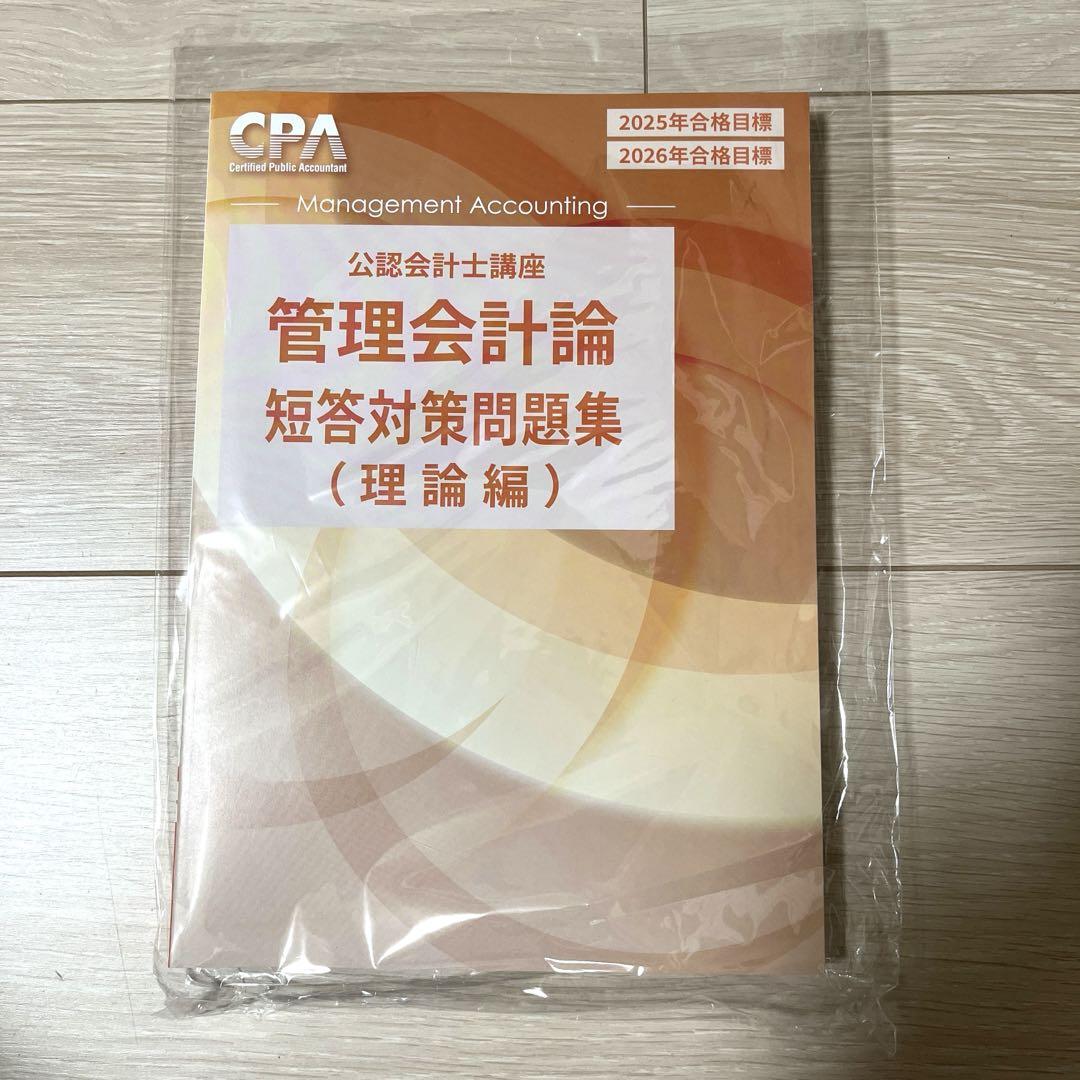 CPA
Certified Public Accountant
2025年合格目標
2026年合格目標
Management Accounting
公認会計士講座
管理会計論
短答対策問題集
(理論編)